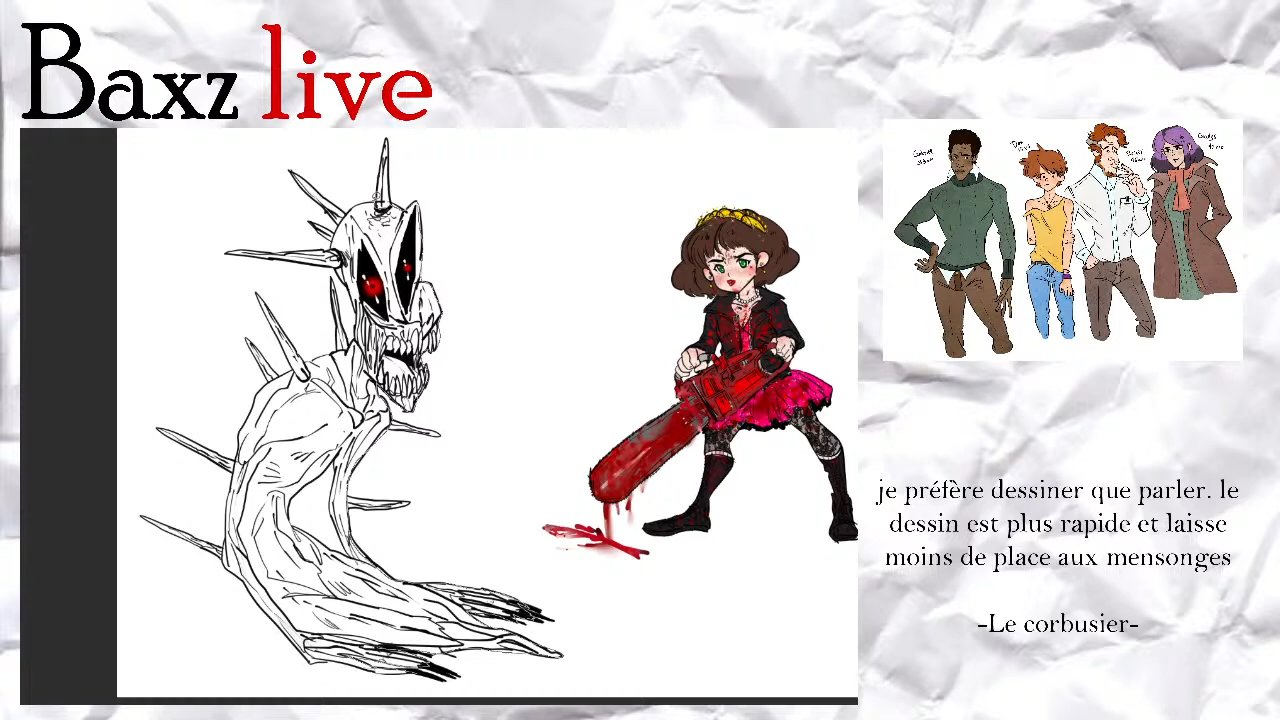 Baxz live
je préfère dessiner que parler. le
dessin est plus rapide et laisse
moins de place aux mensonges
-Le corbusier-